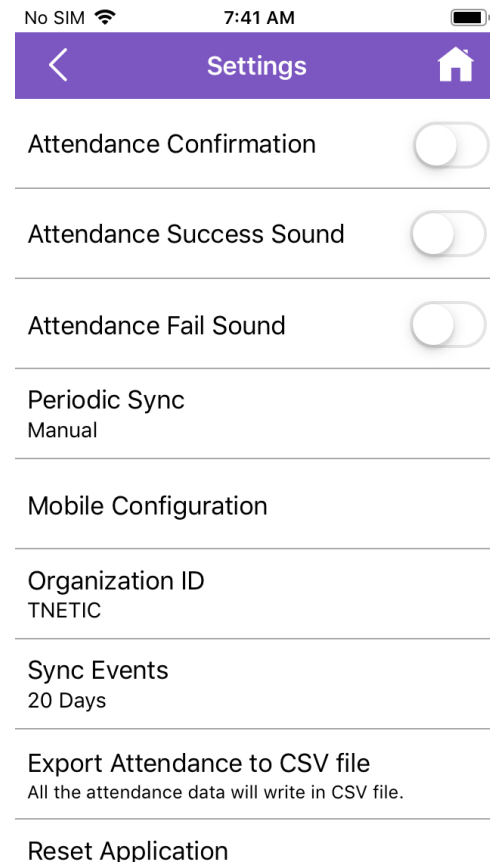 No SIM 7:41 AM
Settings
Attendance Confirmation
Attendance Success Sound
Attendance Fail Sound
Periodic Sync
Manual
Mobile Configuration
Organization ID
TNETIC
Sync Events
20 Days
Export Attendance to CSV file
All the attendance data will write in CSV file.
Reset Application